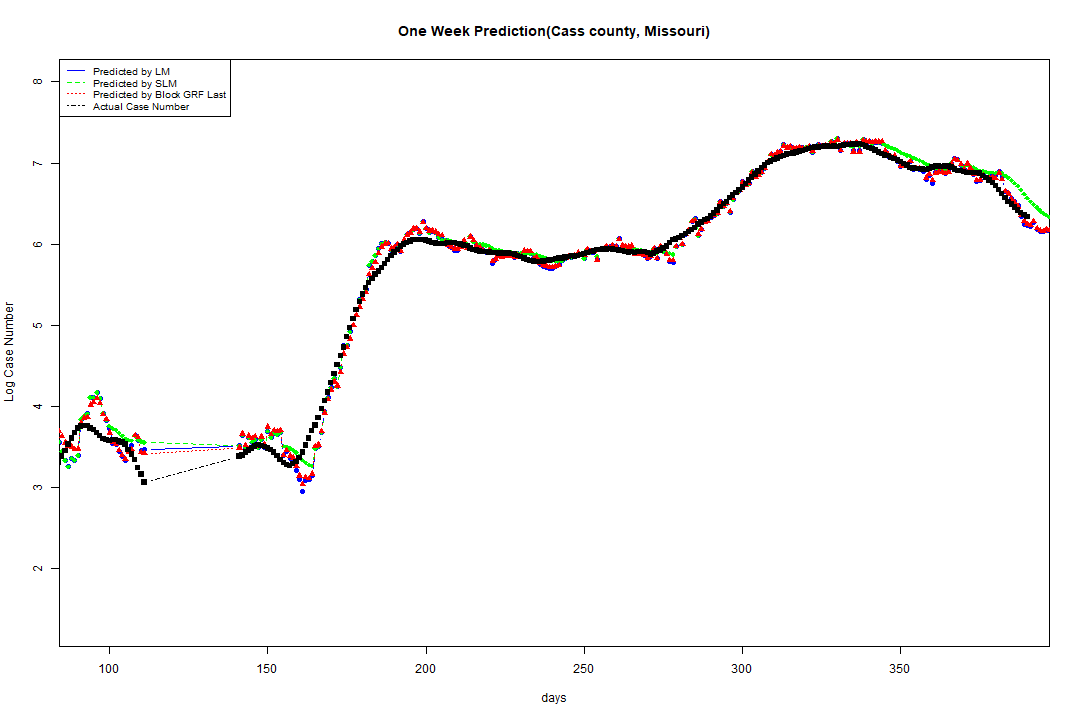 One Week Prediction(Cass county, Missouri)
Predicted by LM
Predicted by SLM
Predicted by Block GRF Last
Actual Case Number
8
7
6
5
4
3
2
Log Case Number
100 150 200 250 300 350
days